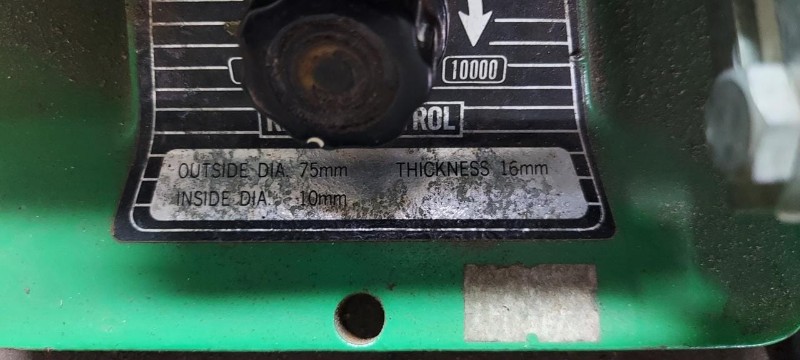 10000
OUTSIDE DIA. 75mm THICKNESS 16mm
INSIDE DIA. 10mm